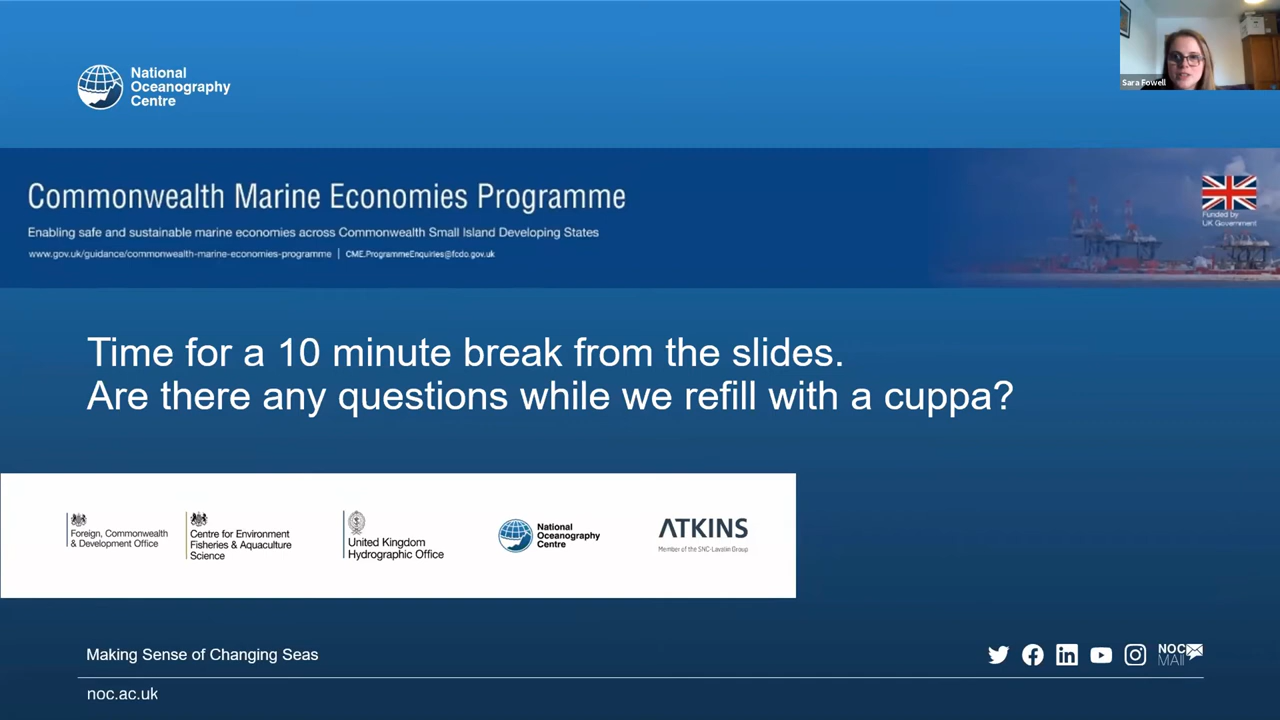 Sara Fowell
National
Oceanography
Centre
Commonwealth Marine Economies Programme
Enabling safe and sustainable marine economies across Commonwealth Small Island Developing States
www.gov.uk/guidance/commonwealth-marine-economies-programme | CME.ProgrammeEnquiries@fcdo.gov.uk
Funded by
UK Government
Time for a 10 minute break from the slides.
Are there any questions while we refill with a cuppa?
Foreign, Commonwealth
& Development Office
Centre for Environment
Fisheries & Aquaculture
Science
United Kingdom
Hydrographic Office
National
Oceanography
Centre
ATKINS
Member of the SNC-Lavalin Group
Making Sense of Changing Seas
NOC
MAIL
noc.ac.uk